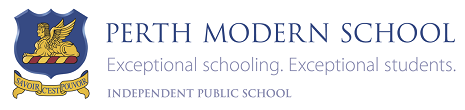 PERTH MODERN SCHOOL
Exceptional schooling. Exceptional students.
INDEPENDENT PUBLIC SCHOOL
SAVOIR C'EST POUVOIR